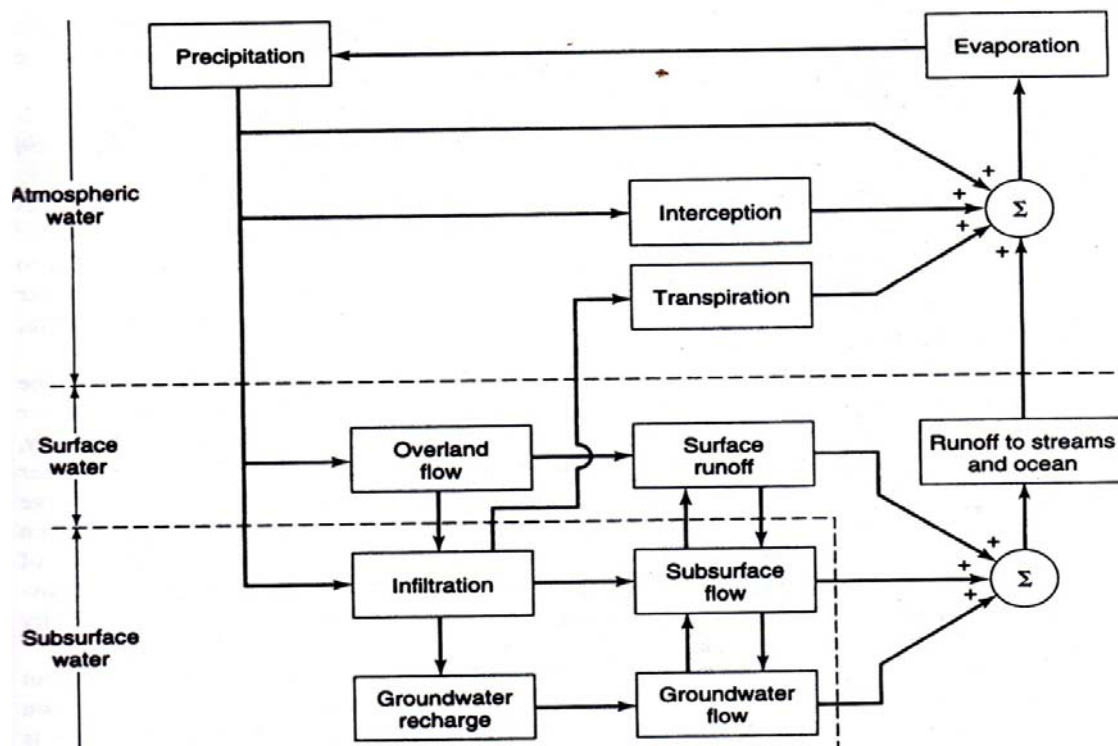 Precipitation
Evaporation
+
+
+
+
Σ
Atmospheric
water
Interception
Transpiration
Surface
water
Overland
flow
Surface
runoff
Runoff to streams
and ocean
Subsurface
water
Infiltration
Subsurface
flow
+
+
+
Σ
Groundwater
recharge
Groundwater
flow